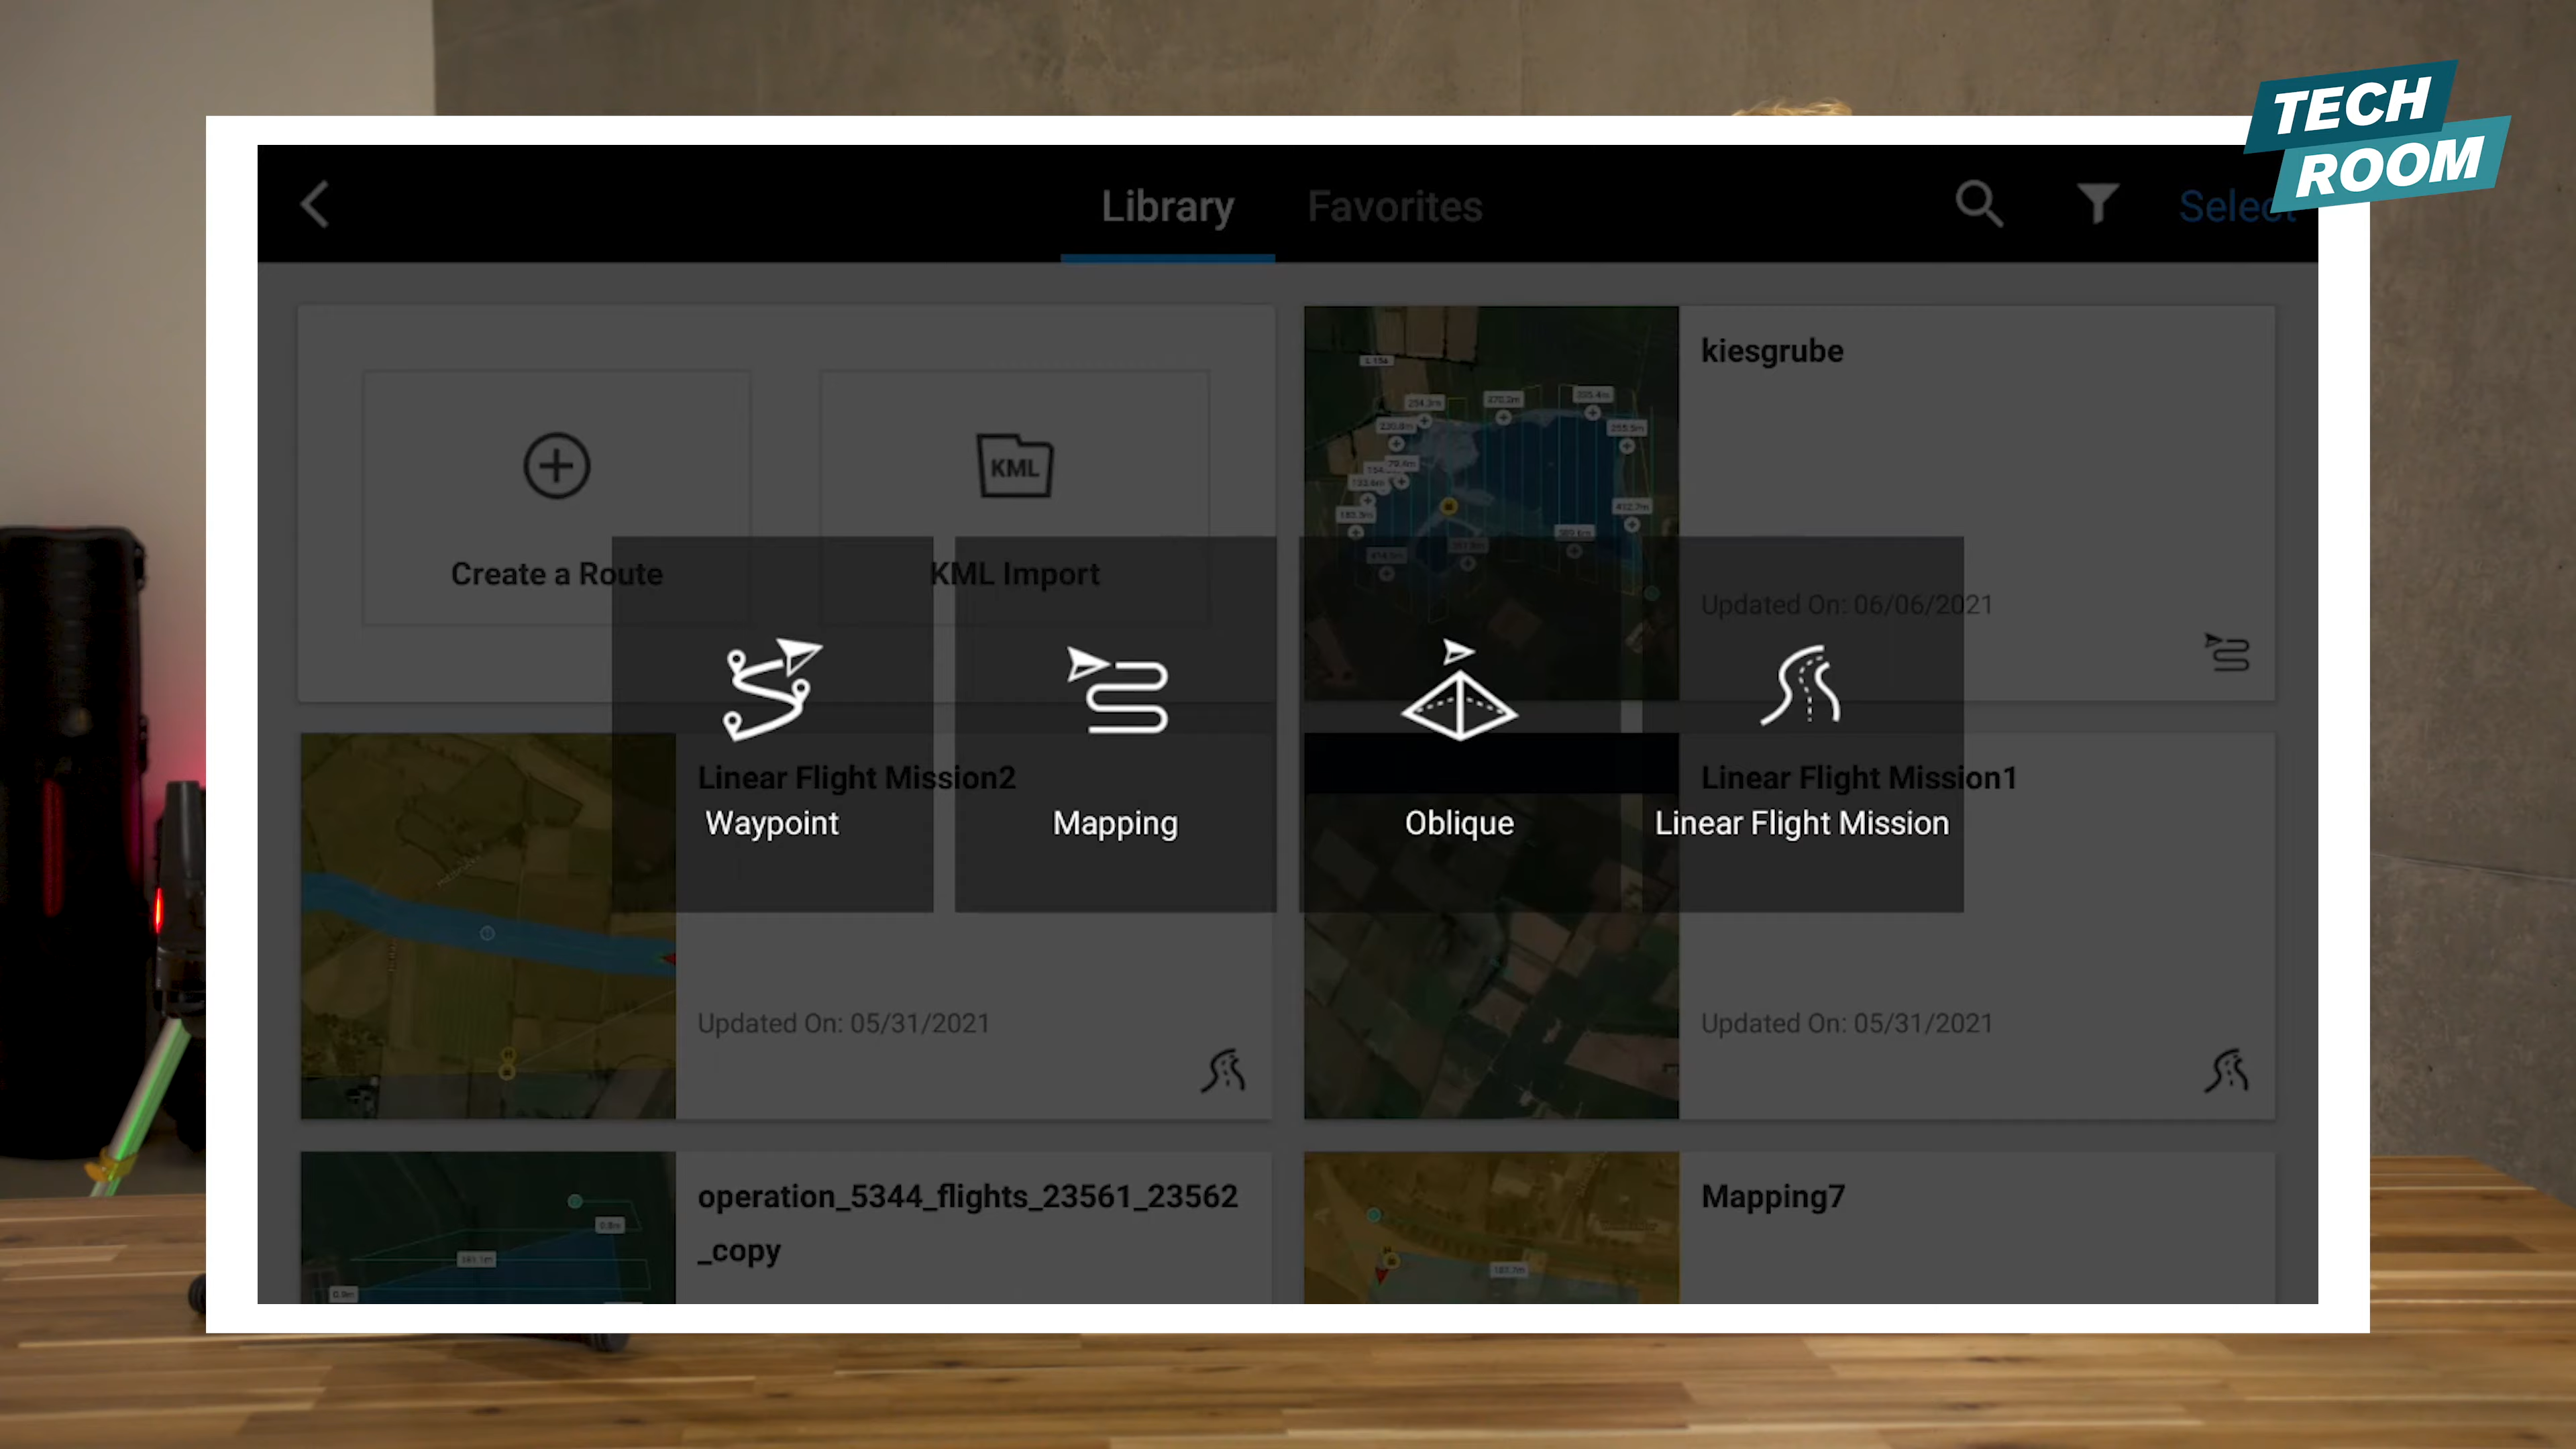 TECH
ROOM
Library
Favorites
Select
Create a Route
KML
KML Import
kiesgrube
Updated On: 06/06/2021
Waypoint
Mapping
Oblique
Linear Flight Mission
Linear Flight Mission2
Updated On: 05/31/2021
Linear Flight Mission1
Updated On: 05/31/2021
operation_5344_flights_23561_23562
_copy
Mapping7